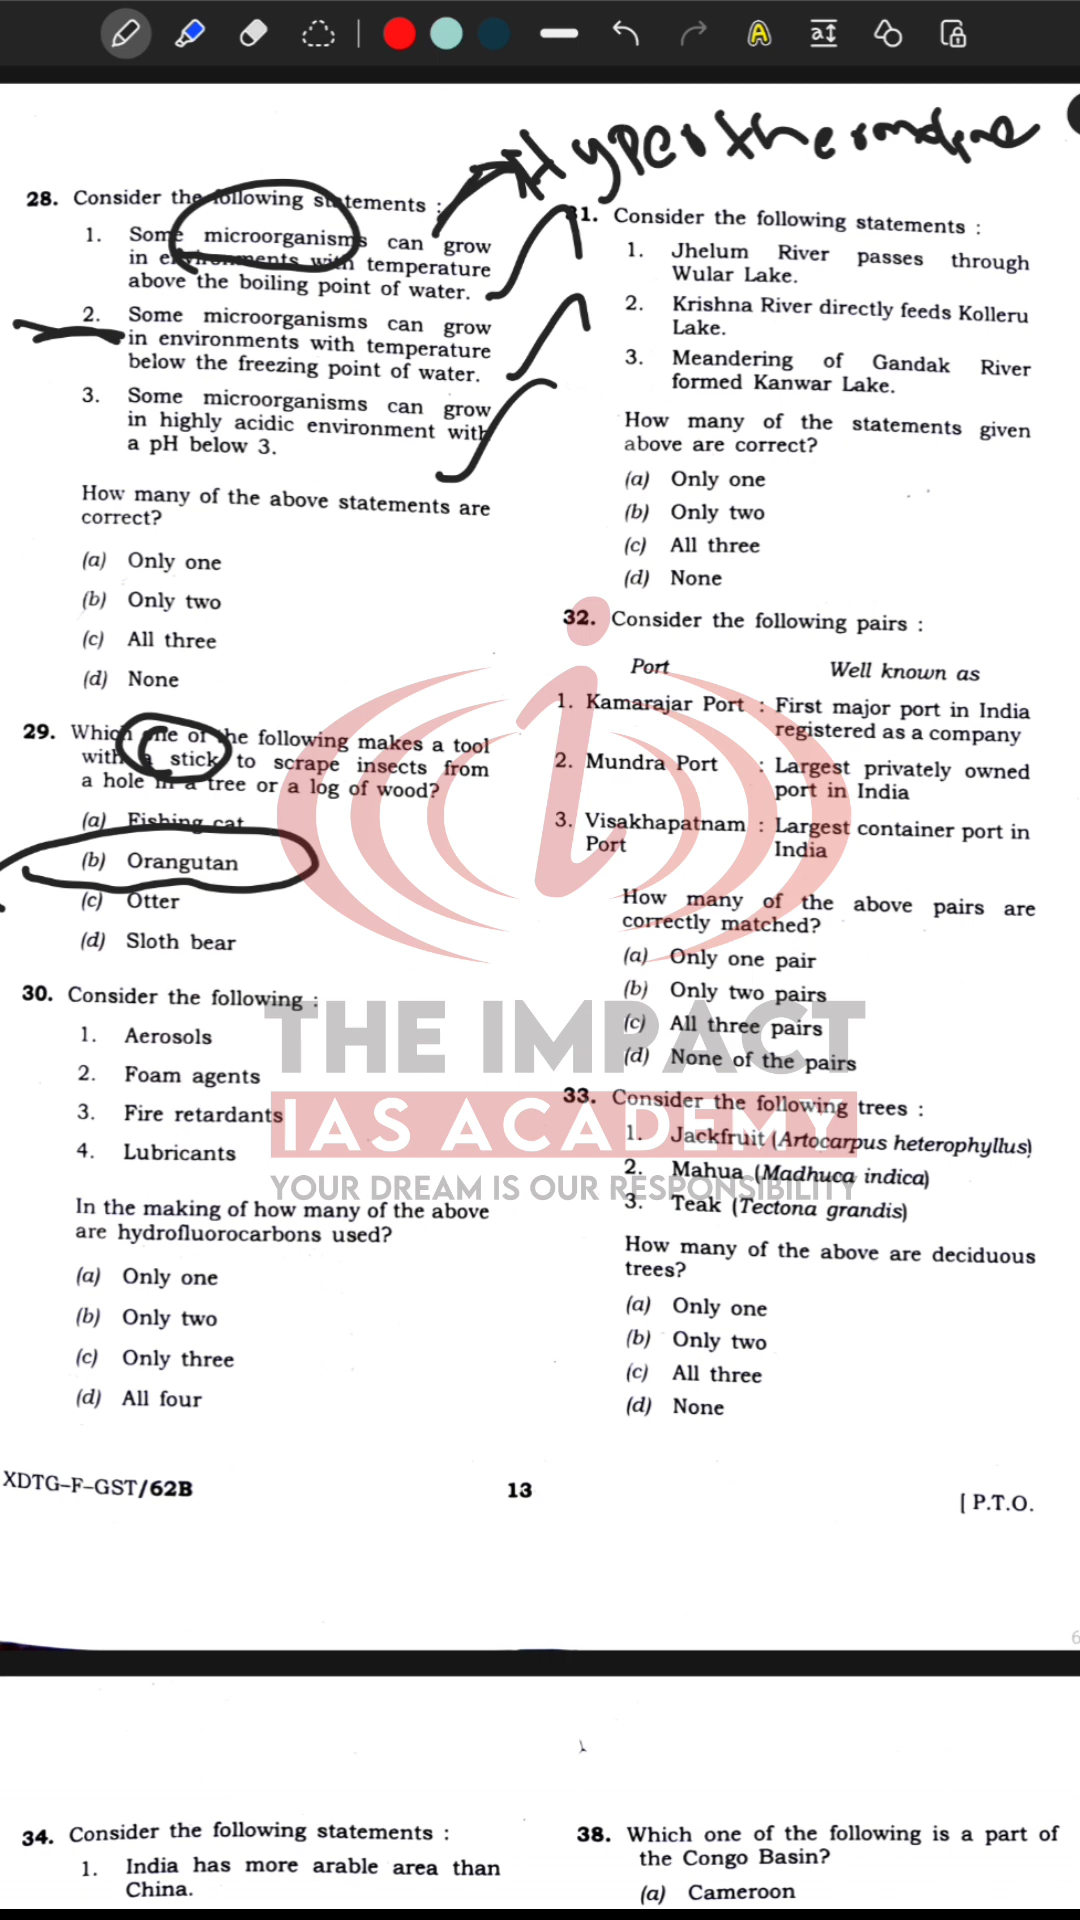 28. Consider the following statements :
1. Some microorganisms can grow
in environments with temperature
above the boiling point of water.
2. Some microorganisms can grow
in environments with temperature
below the freezing point of water.
3. Some microorganisms can grow
in highly acidic environment with
a pH below 3.
How many of the above statements are
correct?
(a) Only one
(b) Only two
(c) All three
(d) None
29. Which one of the following makes a tool
with a stick to scrape insects from
a hole in a tree or a log of wood?
(a) Fishing cat
(b) Orangutan
(c) Otter
(d) Sloth bear
30. Consider the following :
1. Aerosols
2. Foam agents
3. Fire retardants
4. Lubricants
In the making of how many of the above
are hydrofluorocarbons used?
(a) Only one
(b) Only two
(c) Only three
(d) All four
31. Consider the following statements :
1. Jhelum River passes through
Wular Lake.
2. Krishna River directly feeds Kolleru
Lake.
3. Meandering of Gandak River
formed Kanwar Lake.
How many of the statements given
above are correct?
(a) Only one
(b) Only two
(c) All three
(d) None
32. Consider the following pairs :
Port Well known as
1. Kamarajar Port : First major port in India
registered as a company
2. Mundra Port : Largest privately owned
port in India
3. Visakhapatnam : Largest container port in
Port India
How many of the above pairs are
correctly matched?
(a) Only one pair
(b) Only two pairs
(c) All three pairs
(d) None of the pairs
33. Consider the following trees :
1. Jackfruit (Artocarpus heterophyllus)
2. Mahua (Madhuca indica)
3. Teak (Tectona grandis)
How many of the above are deciduous
trees?
(a) Only one
(b) Only two
(c) All three
(d) None
THE IMPACT
IAS ACADEMY
YOUR DREAM IS OUR RESPONSIBILITY
XDTG-F-GST/62B 13 [ P.T.O.
6
34. Consider the following statements :
1. India has more arable area than
China.
38. Which one of the following is a part of
the Congo Basin?
(a) Cameroon